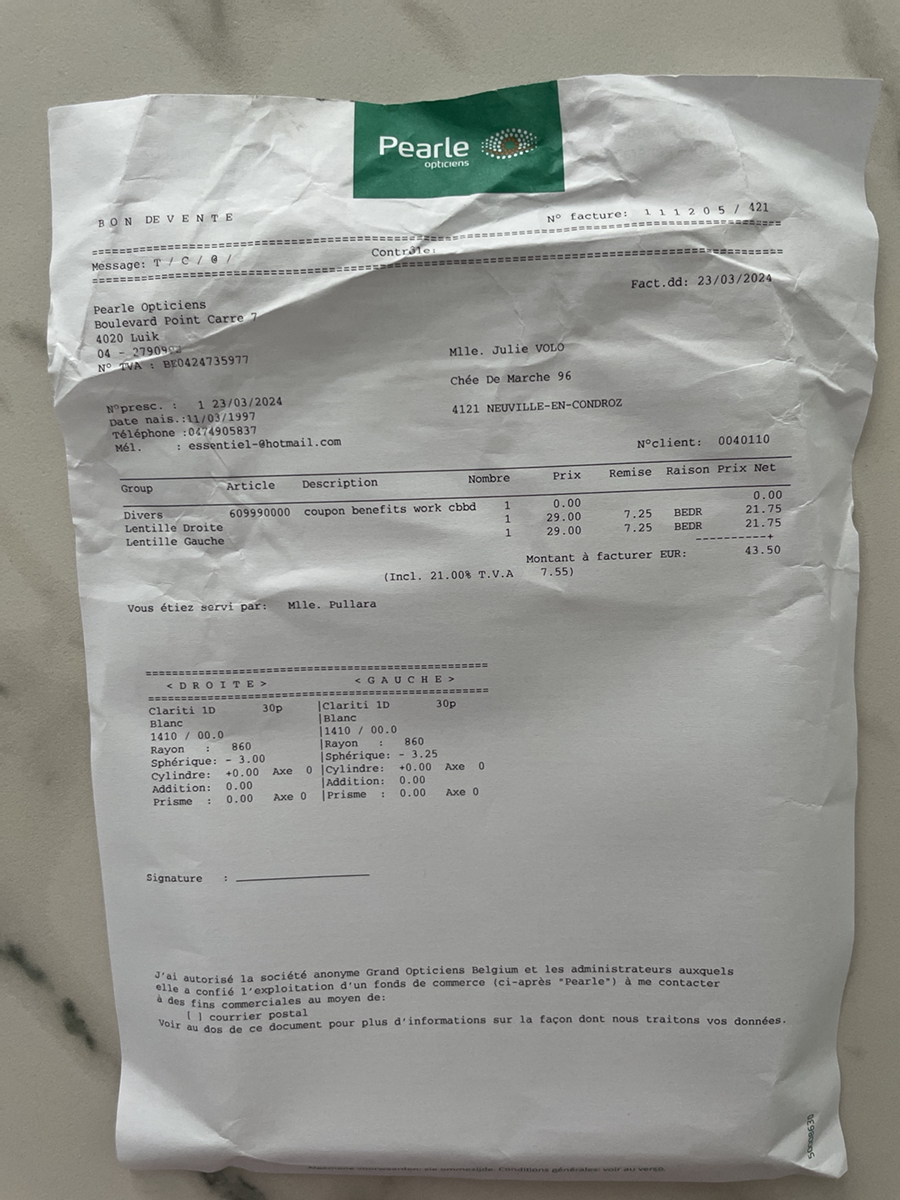 Pearle
opticiens
BON DE VENTE
N° facture: 111205/421
Message: T / C / @ /
Contrôle:
Fact.dd: 23/03/2024
Pearle Opticiens
Boulevard Point Carre 7
4020 Luik
04 -
N° TVA : BE0424735977
Mlle. Julie VOLO
Chée De Marche 96
4121 NEUVILLE-EN-CONDROZ
N°presc. : 1 23/03/2024
Date nais.:11/03/1997
Téléphone :0474905837
Mél. : essentiel-@hotmail.com
N°client: 0040110
Group Article Description Nombre Prix Remise Raison Prix Net
Divers 609990000 coupon benefits work cbbd 1 0.00 0.00
Lentille Droite 1 29.00 7.25 BEDR 21.75
Lentille Gauche 1 29.00 7.25 BEDR 21.75
----------+
Montant à facturer EUR: 43.50
(Incl. 21.00% T.V.A 7.55)
Vous étiez servi par: Mlle. Pullara
<DROITE> <GAUCHE>
Clariti 1D 30p |Clariti 1D 30p
Blanc |Blanc
1410 / 00.0 |1410 / 00.0
Rayon : 860 |Rayon : 860
Sphérique: - 3.00 |Sphérique: - 3.25
Cylindre: +0.00 Axe 0 |Cylindre: +0.00 Axe 0
Addition: 0.00 |Addition: 0.00
Prisme : 0.00 Axe 0 |Prisme : 0.00 Axe 0
Signature :
J'ai autorisé la société anonyme Grand Opticiens Belgium et les administrateurs auxquels
elle a confié l'exploitation d'un fonds de commerce (ci-après "Pearle") à me contacter
à des fins commerciales au moyen de:
[ ] courrier postal
Voir au dos de ce document pour plus d'informations sur la façon dont nous traitons vos données.
Conditions générales: voir au verso.